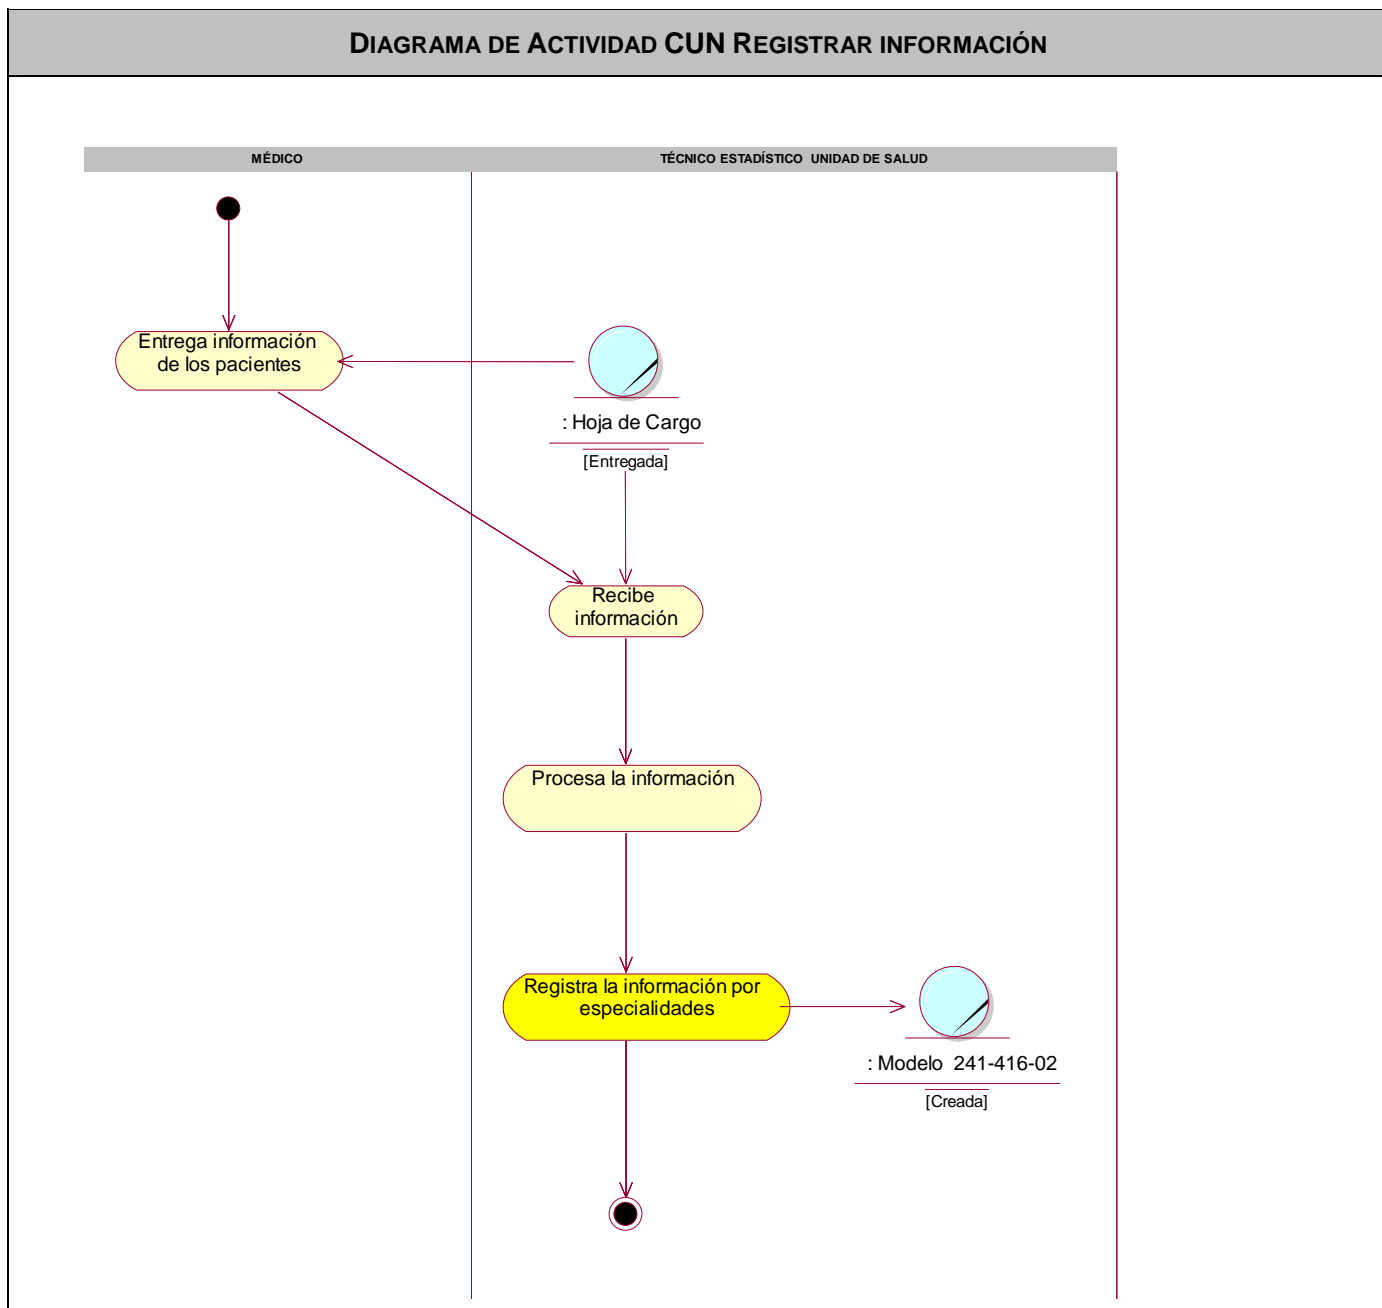 DIAGRAMA DE ACTIVIDAD CUN REGISTRAR INFORMACIÓN
MÉDICO
TÉCNICO ESTADÍSTICO UNIDAD DE SALUD
Entrega información
de los pacientes
: Hoja de Cargo
[Entregada]
Recibe
información
Procesa la información
Registra la información por
especialidades
: Modelo 241-416-02
[Creada]